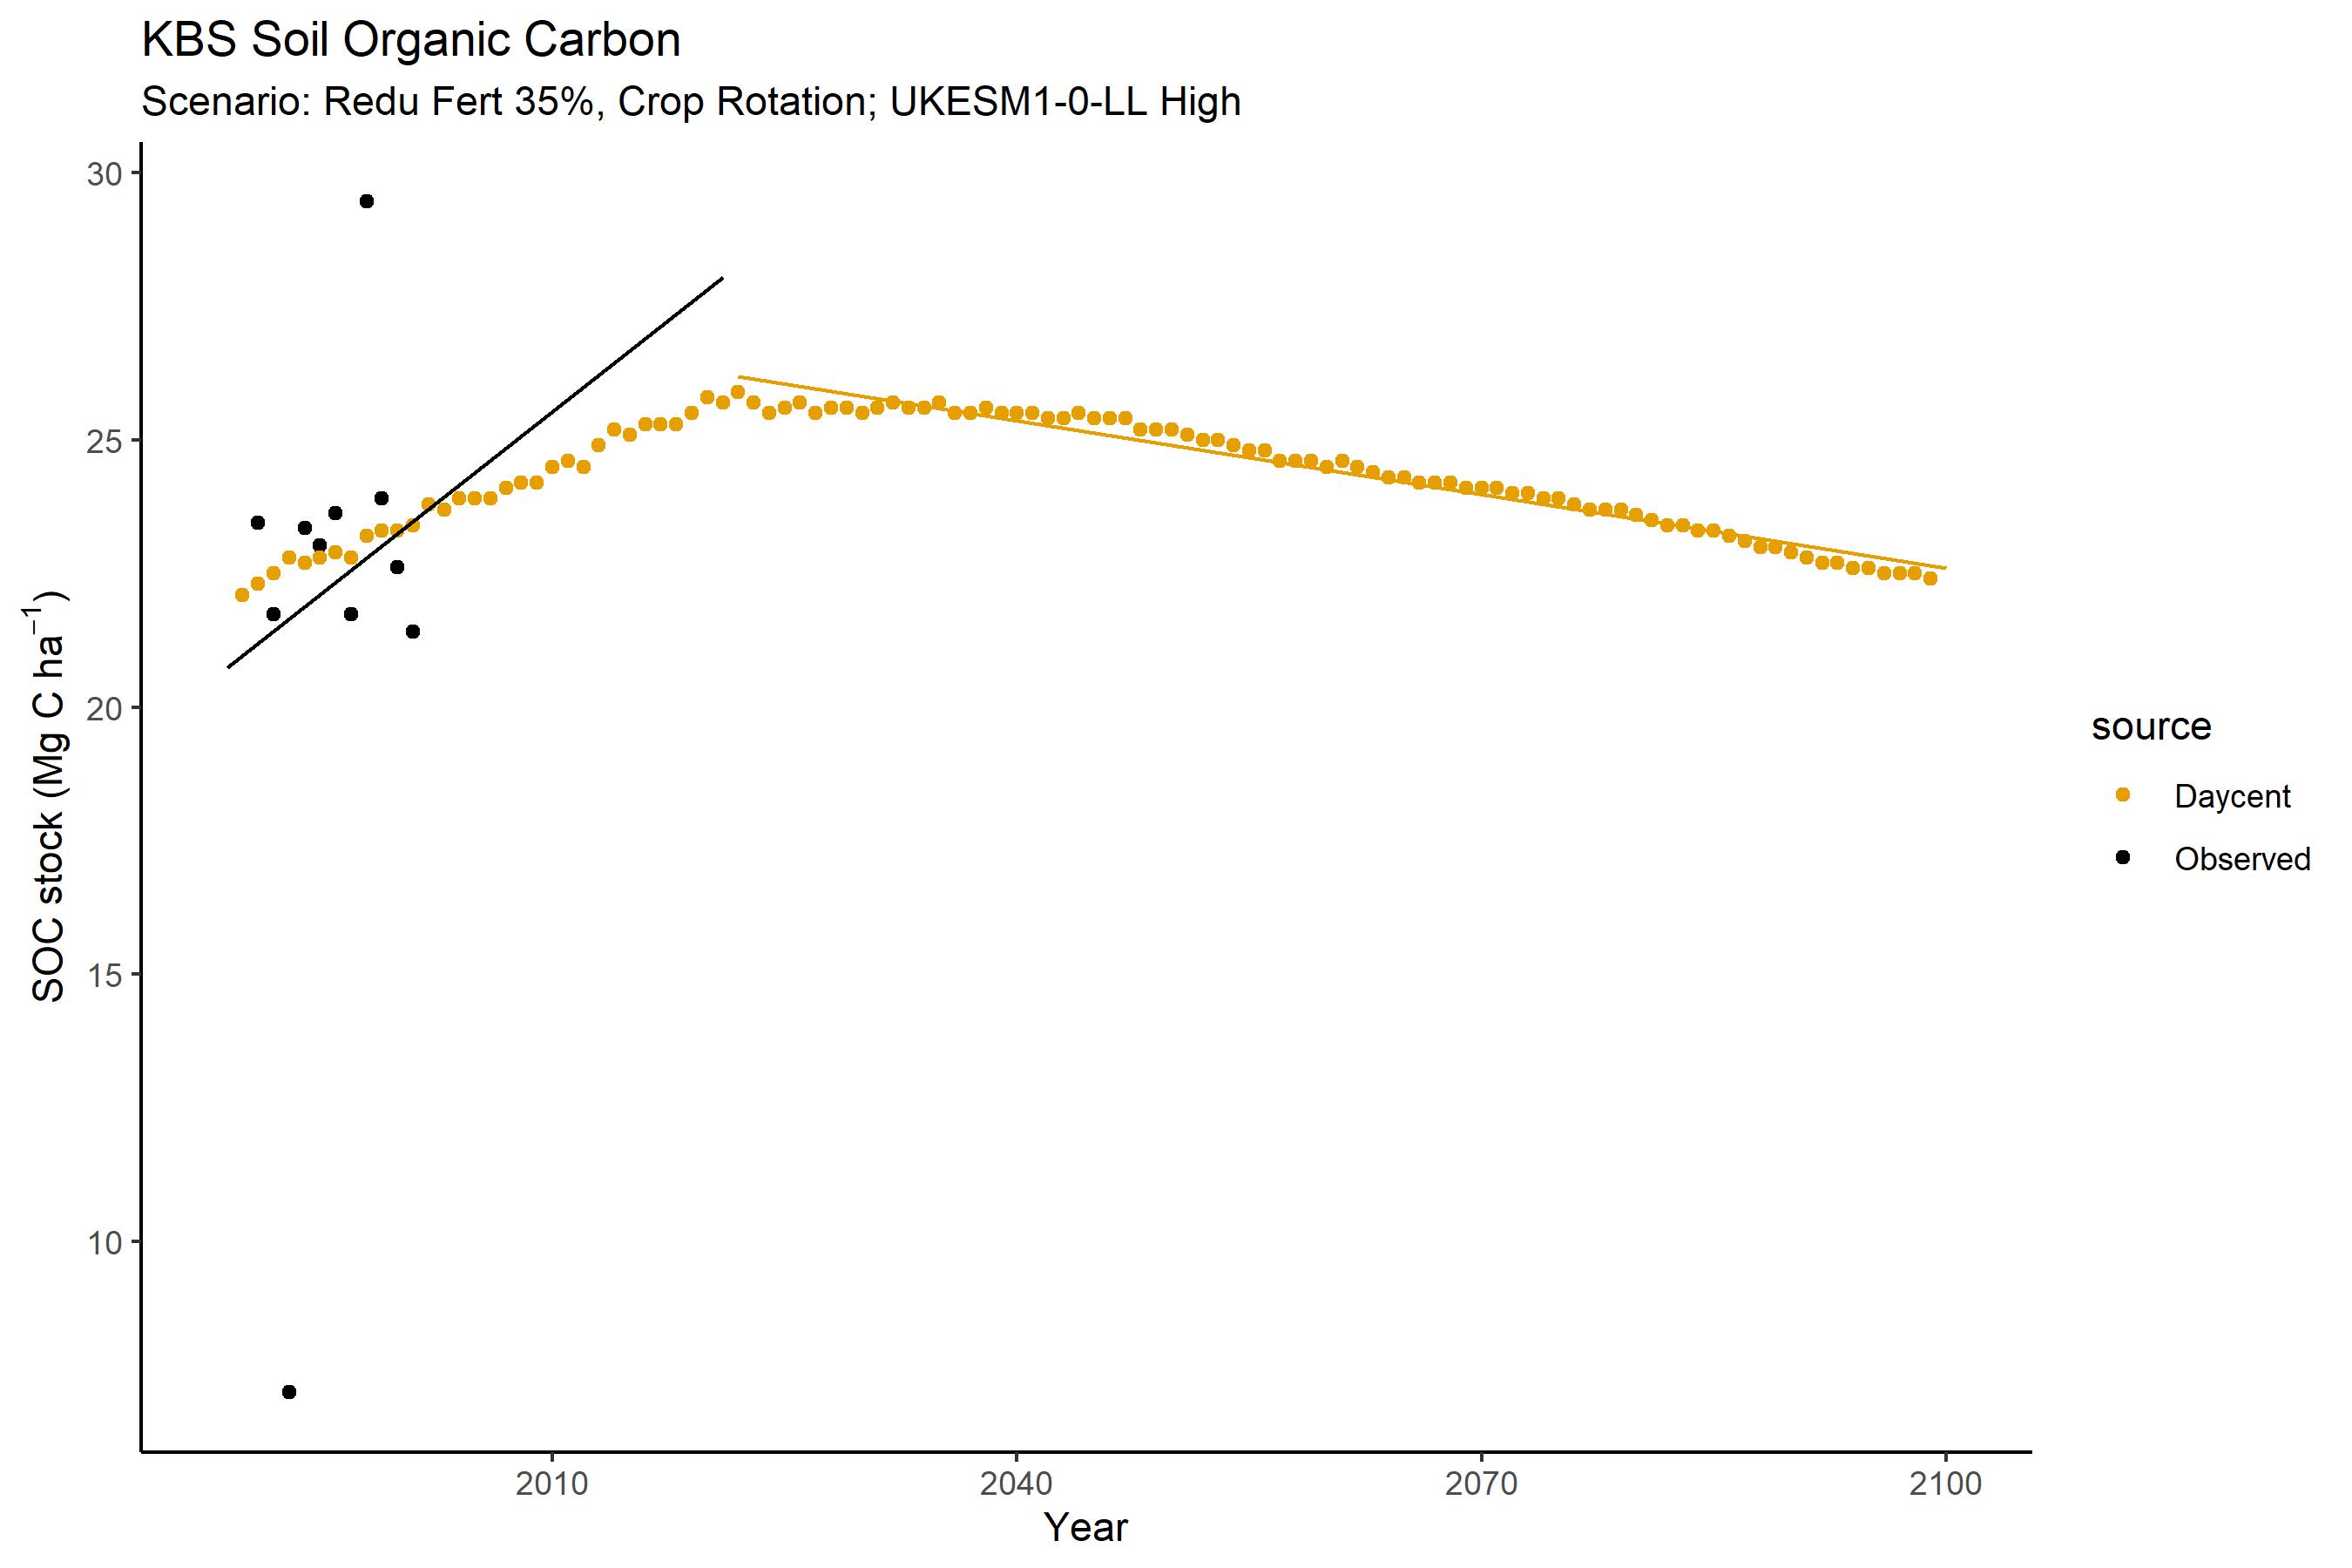 KBS Soil Organic Carbon
Scenario: Redu Fert 35%, Crop Rotation; UKESM1-0-LL High
30
25
20
15
10
SOC stock (Mg C ha⁻¹)
2010 2040 2070 2100
Year
source
Daycent
Observed